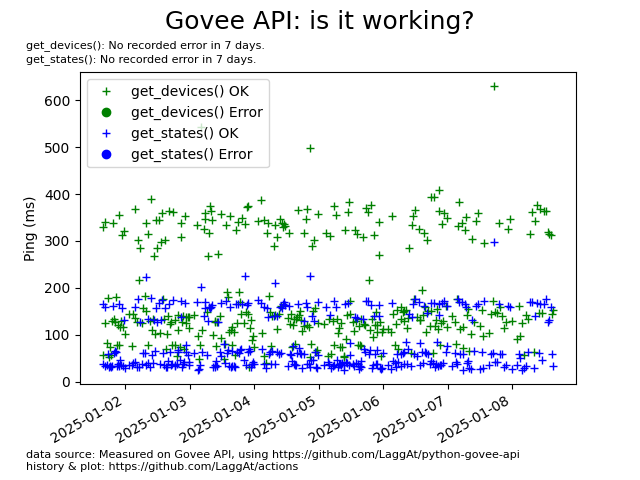 Govee API: is it working?
get_devices(): No recorded error in 7 days.
get_states(): No recorded error in 7 days.
get_devices() OK
get_devices() Error
get_states() OK
get_states() Error
Ping (ms)
600
500
400
300
200
100
0
2025-01-02
2025-01-03
2025-01-04
2025-01-05
2025-01-06
2025-01-07
2025-01-08
data source: Measured on Govee API, using https://github.com/LaggAt/python-govee-api
history & plot: https://github.com/LaggAt/actions